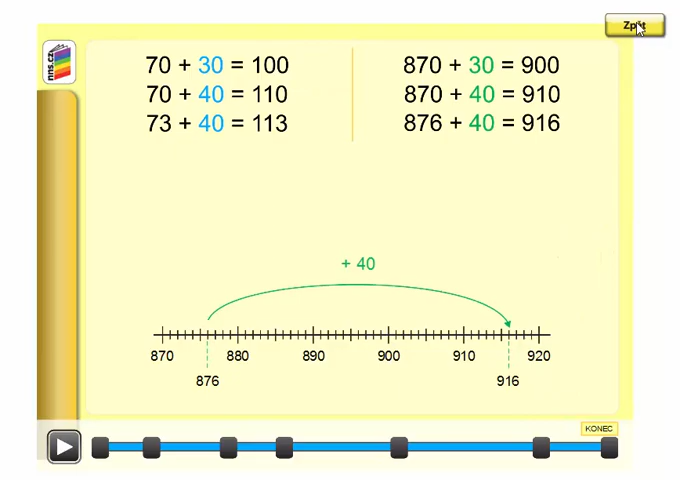 Zpět
nns.cz
70 + 30 = 100
70 + 40 = 110
73 + 40 = 113
870 + 30 = 900
870 + 40 = 910
876 + 40 = 916
+ 40
870 880 890 900 910 920
876 916
KONEC